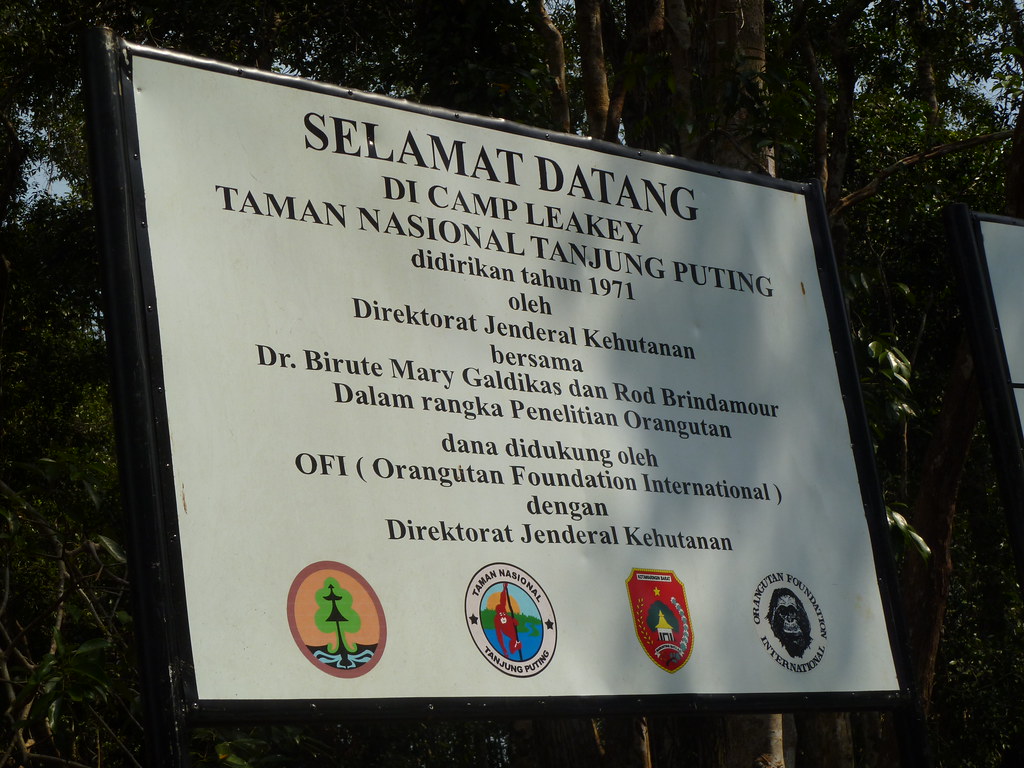 SELAMAT DATANG
DI CAMP LEAKEY
TAMAN NASIONAL TANJUNG PUTING
didirikan tahun 1971
oleh
Direktorat Jenderal Kehutanan
bersama
Dr. Birute Mary Galdikas dan Rod Brindamour
Dalam rangka Penelitian Orangutan
dana didukung oleh
OFI ( Orangutan Foundation International )
dengan
Direktorat Jenderal Kehutanan
TAMAN NASIONAL
TANJUNG PUTING
KOTAWARINGIN BARAT
ORANGUTAN FOUNDATION
INTERNATIONAL